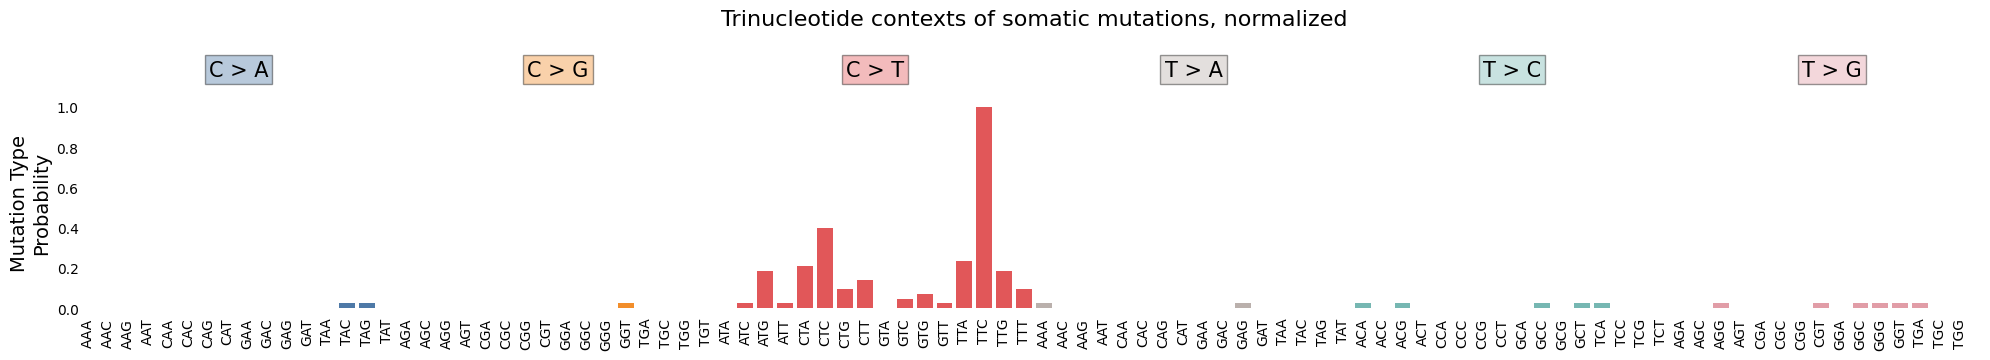 Trinucleotide contexts of somatic mutations, normalized
C > A
C > G
C > T
T > A
T > C
T > G
Mutation Type
Probability
1.0
0.8
0.6
0.4
0.2
0.0
AAA
AAC
AAG
AAT
CAA
CAC
CAG
CAT
GAA
GAC
GAG
GAT
TAA
TAC
TAG
TAT
AGA
AGC
AGG
AGT
CGA
CGC
CGG
CGT
GGA
GGC
GGG
GGT
TGA
TGC
TGG
TGT
ATA
ATC
ATG
ATT
CTA
CTC
CTG
CTT
GTA
GTC
GTG
GTT
TTA
TTC
TTG
TTT
AAA
AAC
AAG
AAT
CAA
CAC
CAG
CAT
GAA
GAC
GAG
GAT
TAA
TAC
TAG
TAT
ACA
ACC
ACG
ACT
CCA
CCC
CCG
CCT
GCA
GCC
GCG
GCT
TCA
TCC
TCG
TCT
AGA
AGC
AGG
AGT
CGA
CGC
CGG
CGT
GGA
GGC
GGG
GGT
TGA
TGC
TGG